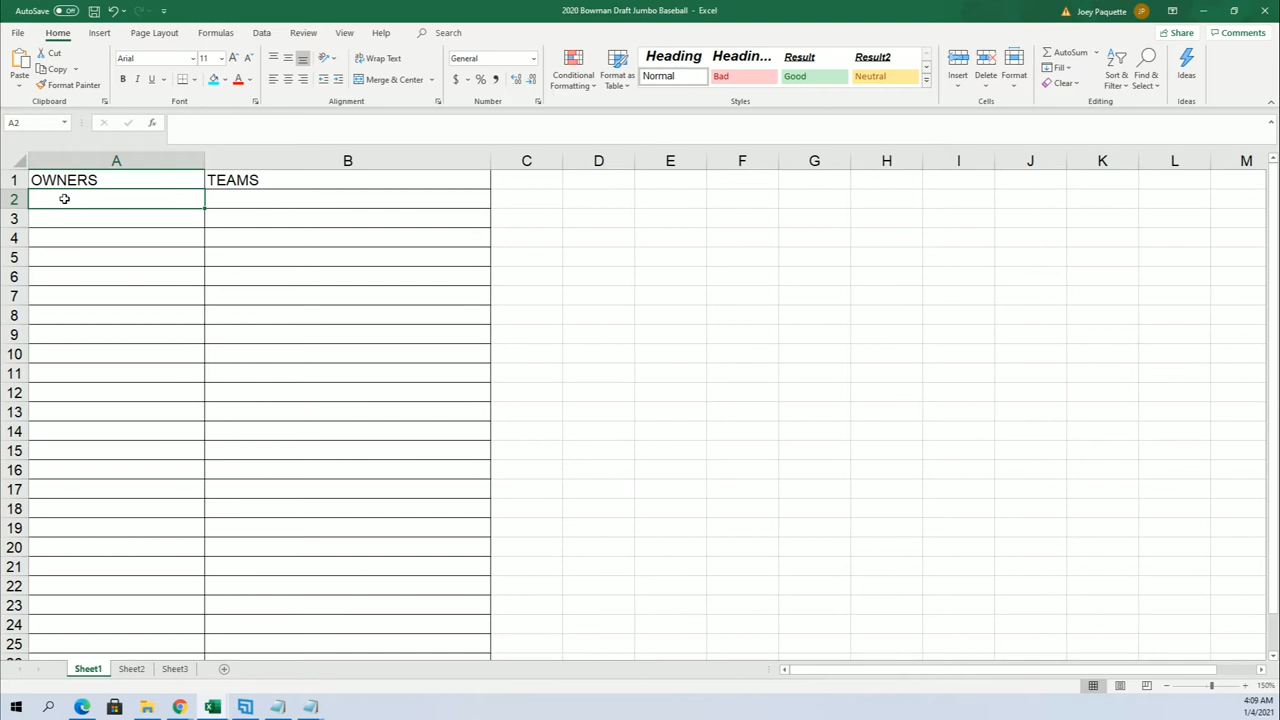 AutoSave Off 2020 Bowman Draft Jumbo Baseball - Excel Joey Paquette JP
File Home Insert Page Layout Formulas Data Review View Help Search Share Comments
Paste Cut Copy Format Painter Clipboard
Arial 11 A A B I U A Font
ab Wrap Text Merge & Center Alignment
General $ % 9 Number
Conditional Formatting Format as Table
Heading Headin... Result Result2
Normal Bad Good Neutral
Styles
Insert Delete Format Cells
AutoSum Fill Clear Sort & Filter Find & Select Editing
Ideas Ideas
A2 fx
A B C D E F G H I J K L M
1 OWNERS TEAMS
2
3
4
5
6
7
8
9
10
11
12
13
14
15
16
17
18
19
20
21
22
23
24
25
Sheet1 Sheet2 Sheet3
150%
4:09 AM
1/4/2021